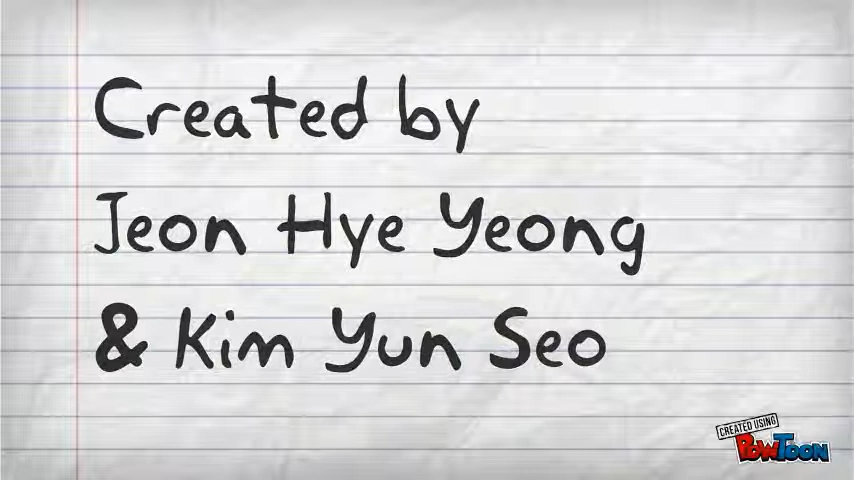 Created by
Jeon Hye Yeong
& Kim Yun Seo
CREATED USING
POWTOON